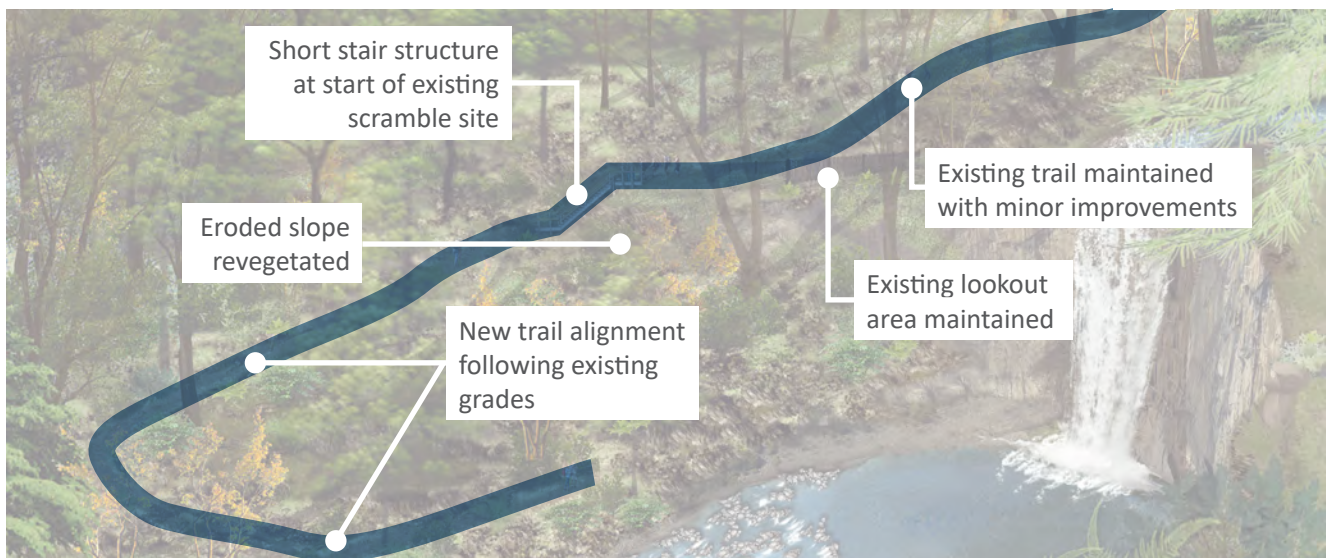 Short stair structure
at start of existing
scramble site
Existing trail maintained
with minor improvements
Eroded slope
revegetated
Existing lookout
area maintained
New trail alignment
following existing
grades